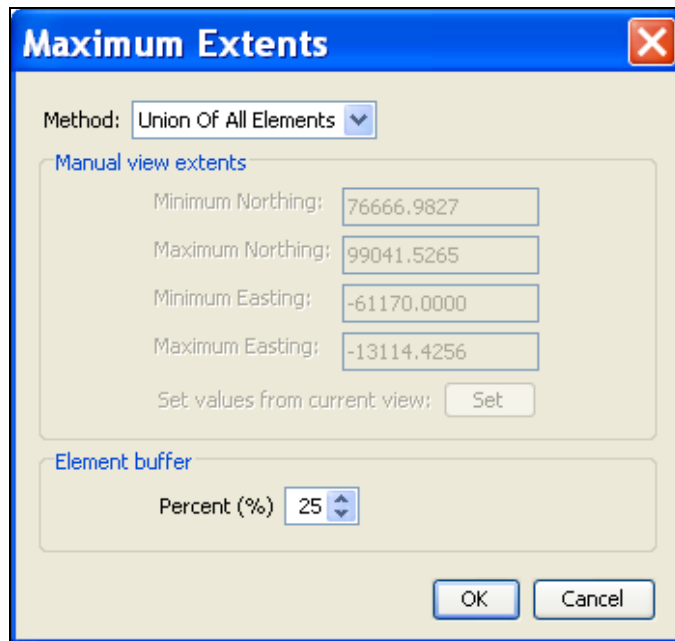 Maximum Extents
Method: Union Of All Elements
Manual view extents
Minimum Northing: 76666.9827
Maximum Northing: 99041.5265
Minimum Easting: -61170.0000
Maximum Easting: -13114.4256
Set values from current view: Set
Element buffer
Percent (%) 25
OK Cancel